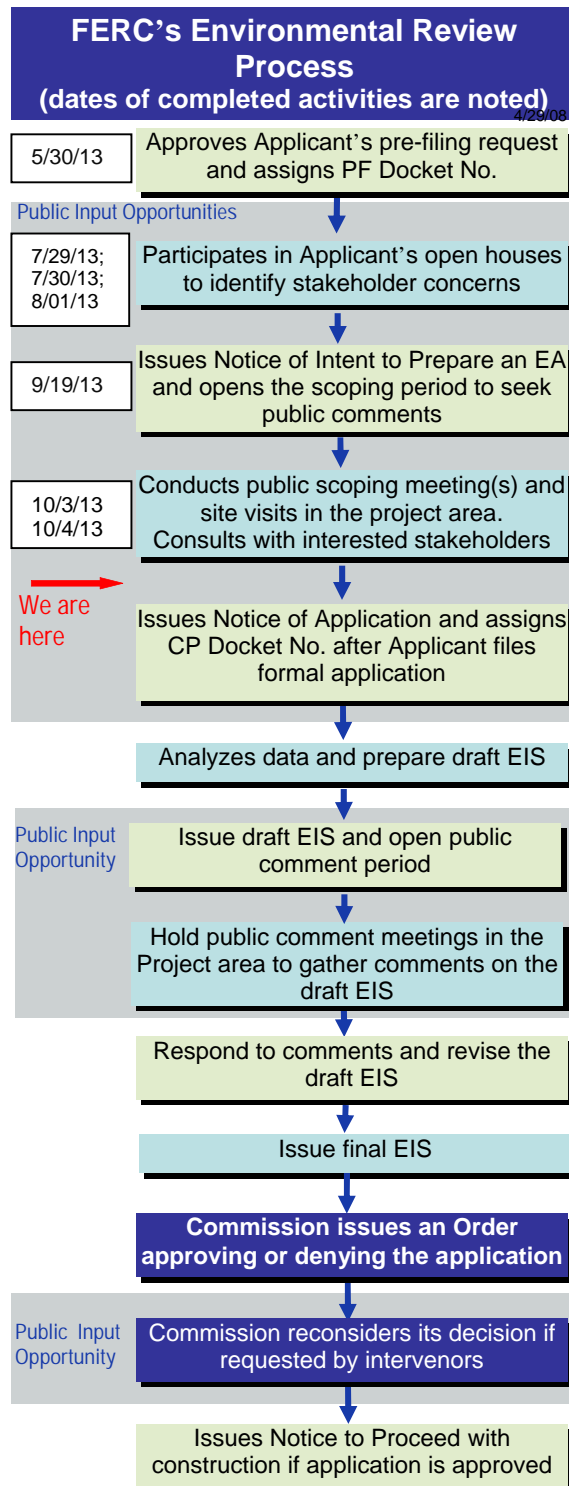 FERC's Environmental Review
Process
(dates of completed activities are noted)
4/29/08
5/30/13
Approves Applicant's pre-filing request
and assigns PF Docket No.
Public Input Opportunities
7/29/13;
7/30/13;
8/01/13
Participates in Applicant's open houses
to identify stakeholder concerns
9/19/13
Issues Notice of Intent to Prepare an EA
and opens the scoping period to seek
public comments
10/3/13
10/4/13
Conducts public scoping meeting(s) and
site visits in the project area.
Consults with interested stakeholders
We are
here
Issues Notice of Application and assigns
CP Docket No. after Applicant files
formal application
Analyzes data and prepare draft EIS
Public Input
Opportunity
Issue draft EIS and open public
comment period
Hold public comment meetings in the
Project area to gather comments on the
draft EIS
Respond to comments and revise the
draft EIS
Issue final EIS
Commission issues an Order
approving or denying the application
Public Input
Opportunity
Commission reconsiders its decision if
requested by intervenors
Issues Notice to Proceed with
construction if application is approved